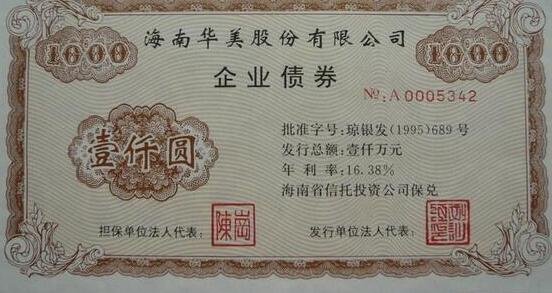 1000 海南华美股份有限公司 1000
企业债券
№:A 0005342
壹仟圆
批准字号:琼银发(1995)689号
发行总额:壹仟万元
年利率:16.38%
海南省信托投资公司保兑
担保单位法人代表:
发行单位法人代表:
1000 1000